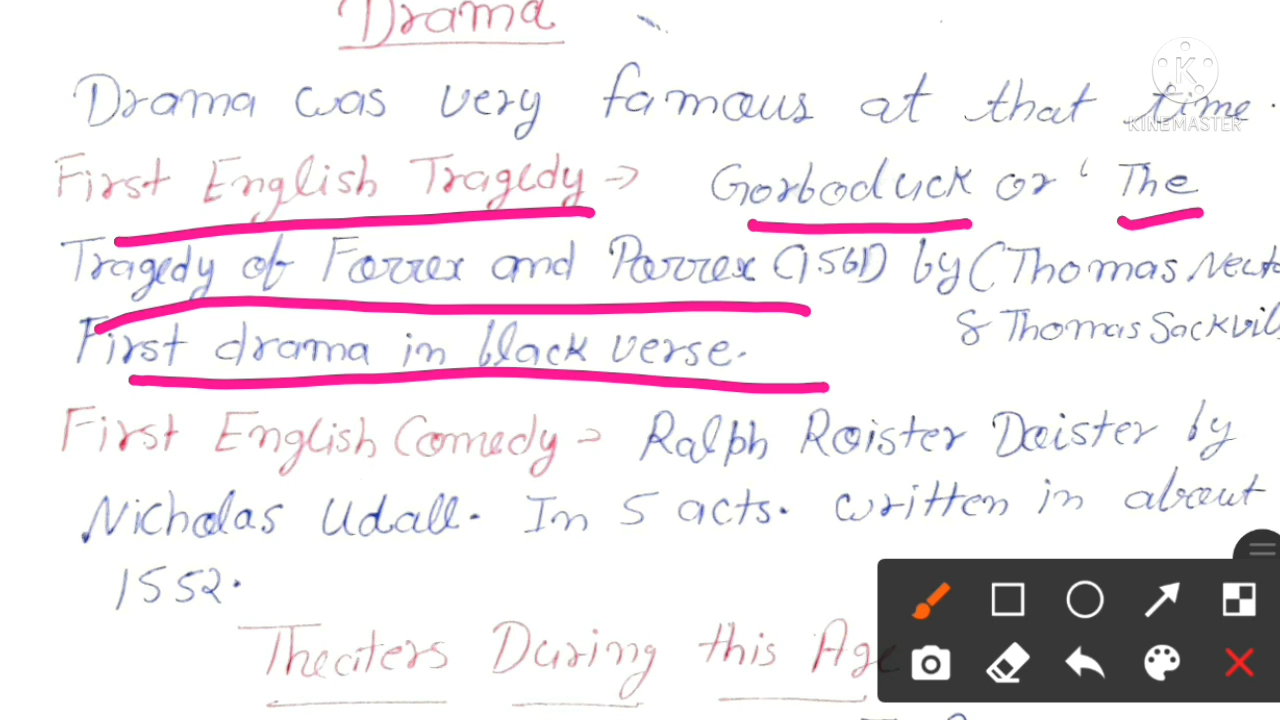 Drama
Drama was very famous at that time.
K
KINEMASTER
First English Tragedy → Gorboduck or ' The
Tragedy of Forrex and Porrex (1561) by (Thomas
& Thomas
First drama in black verse.
First English Comedy → Ralph Roister Doister by
Nicholas Udall. In 5 acts. written in about
1552.
Theaters During this Age